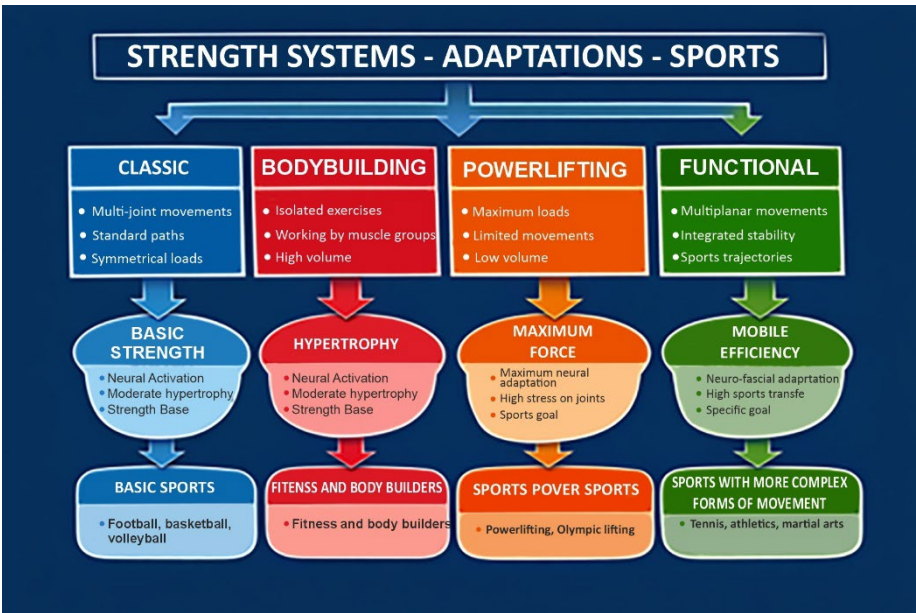 STRENGTH SYSTEMS - ADAPTATIONS - SPORTS
CLASSIC
• Multi-joint movements
• Standard paths
• Symmetrical loads
BODYBUILDING
• Isolated exercises
• Working by muscle groups
• High volume
POWERLIFTING
• Maximum loads
• Limited movements
• Low volume
FUNCTIONAL
• Multiplanar movements
• Integrated stability
• Sports trajectories
BASIC
STRENGTH
• Neural Activation
• Moderate hypertrophy
• Strength Base
HYPERTROPHY
• Neural Activation
• Moderate hypertrophy
• Strength Base
MAXIMUM
FORCE
• Maximum neural
adaptation
• High stress on joints
• Sports goal
MOBILE
EFFICIENCY
• Neuro-fascial adaprtation
• High sports transfe
• Specific goal
BASIC SPORTS
• Football, basketball,
volleyball
FITENSS AND BODY BUILDERS
• Fitness and body builders
SPORTS POVER SPORTS
• Powerlifting, Olympic lifting
SPORTS WITH MORE COMPLEX
FORMS OF MOVEMENT
• Tennis, athletics, martial arts